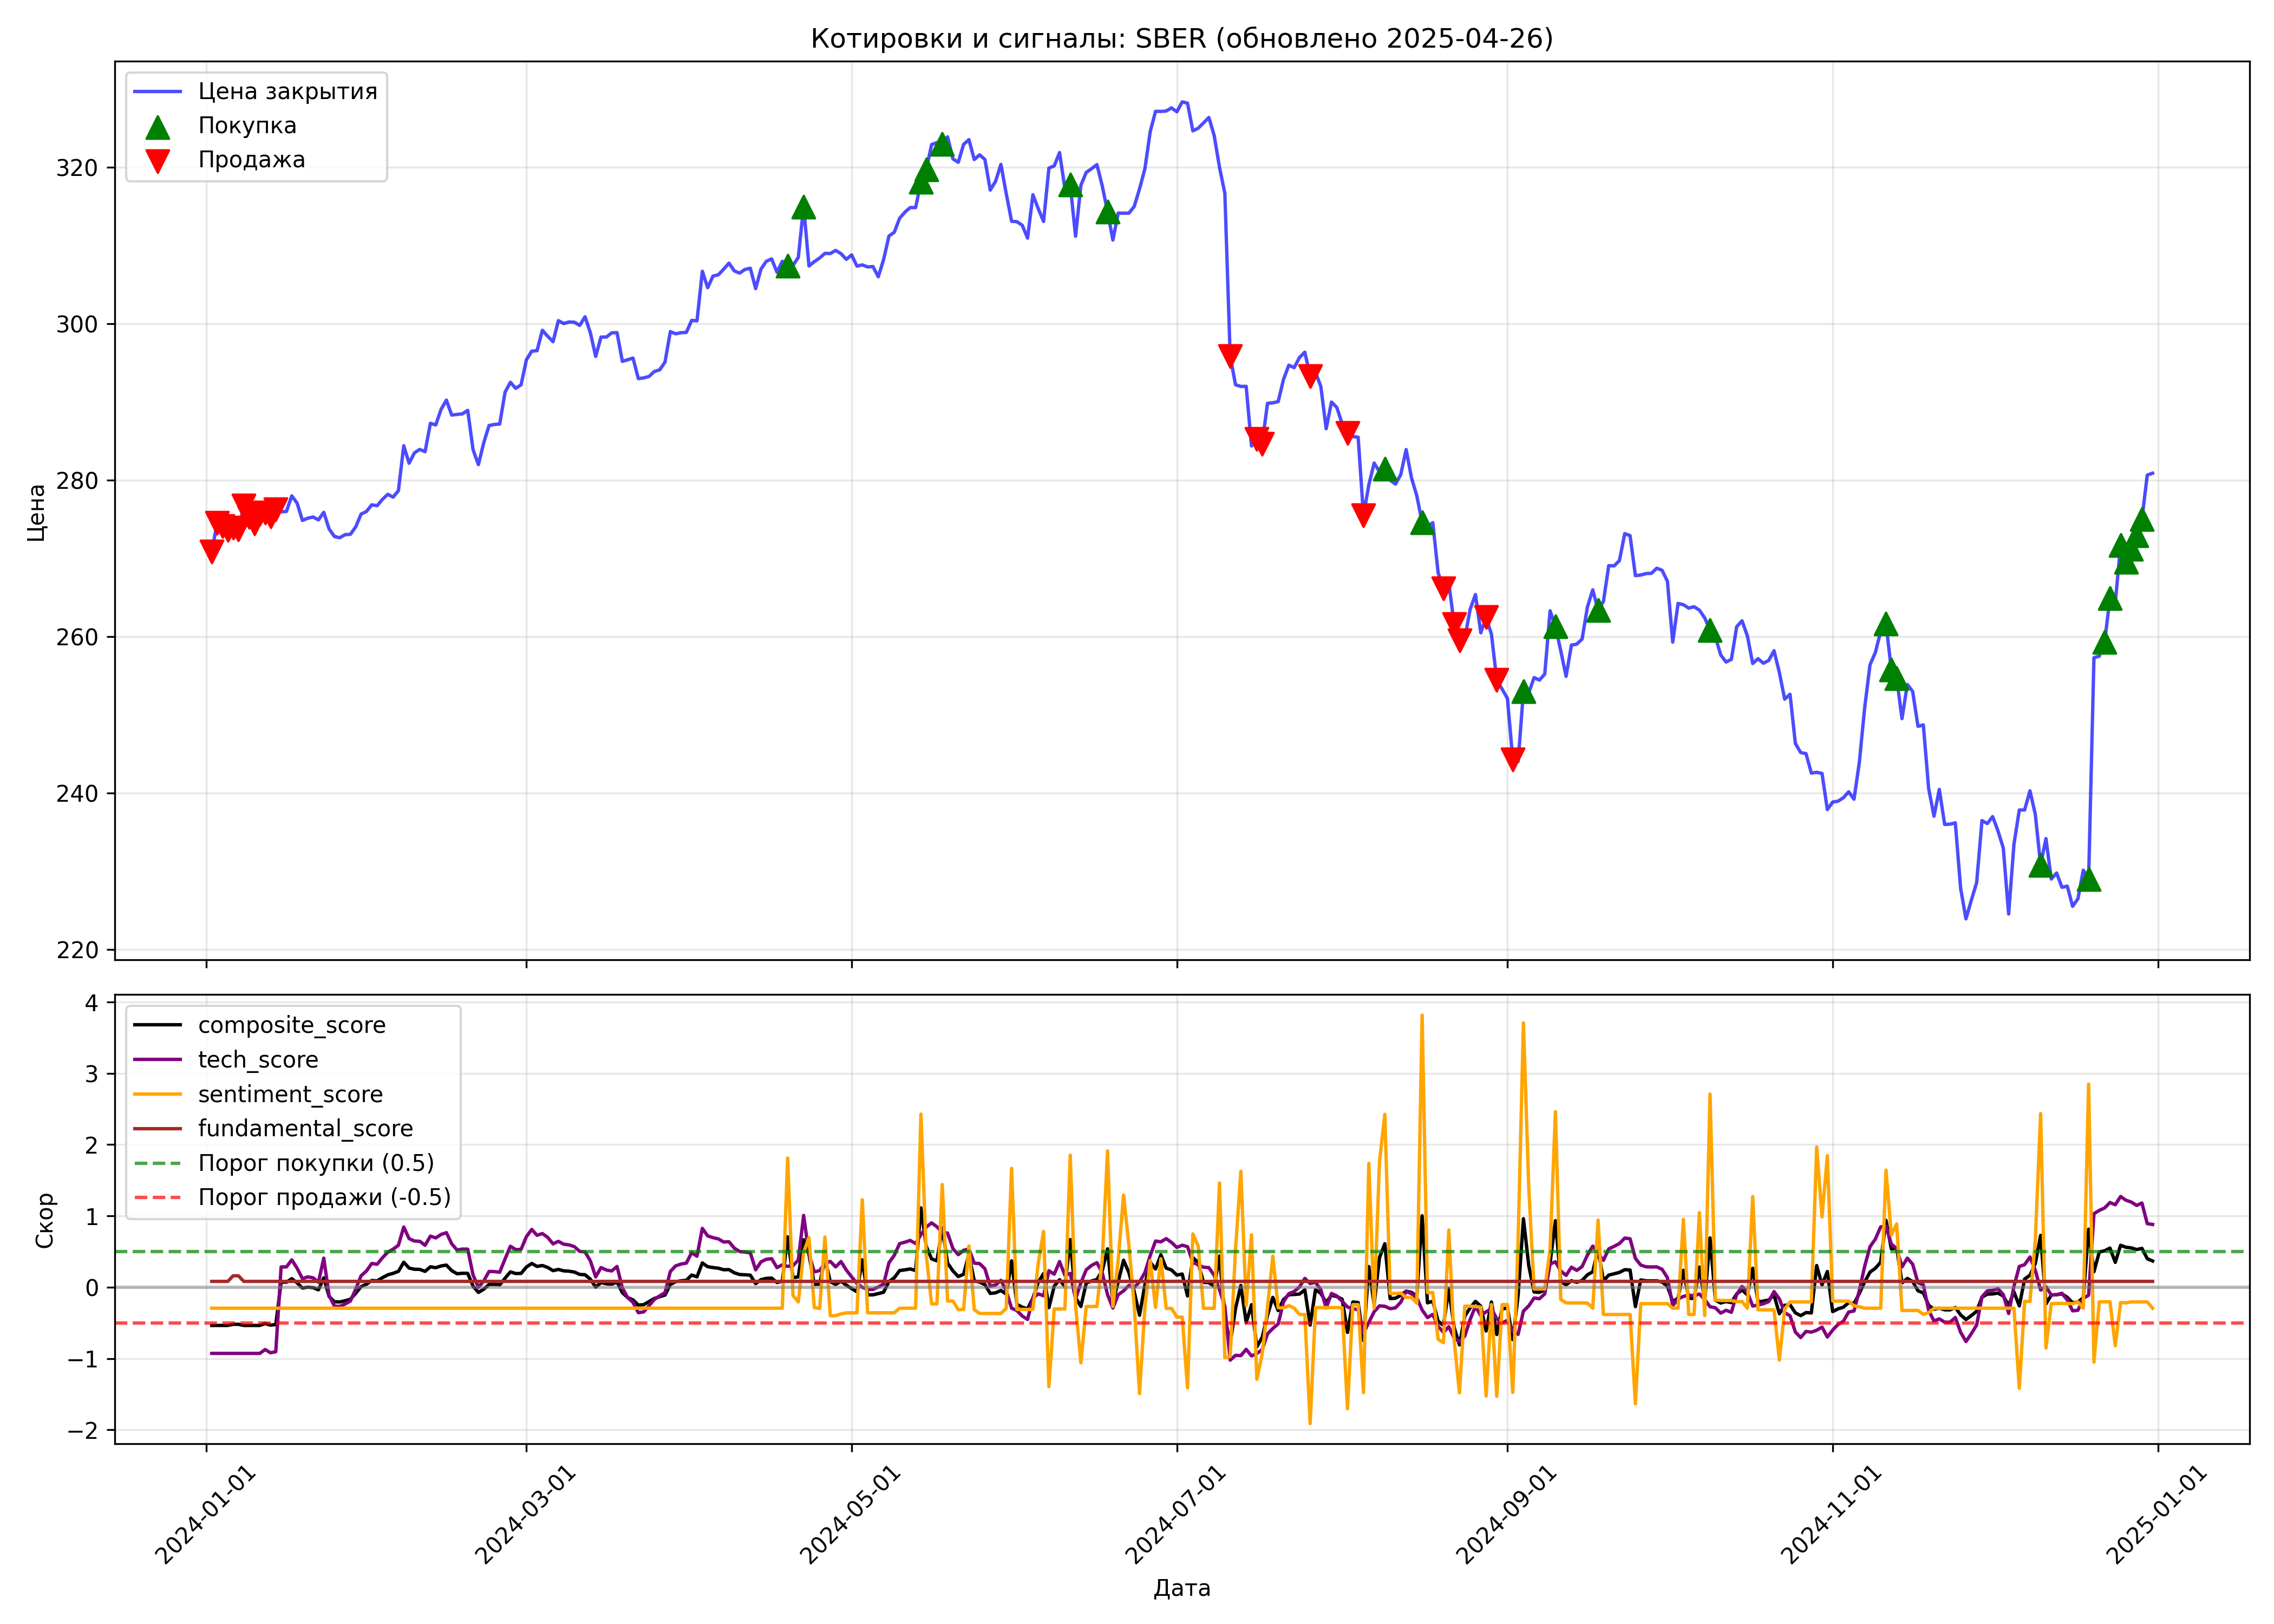 Котировки и сигналы: SBER (обновлено 2025-04-26)
Цена закрытия
Покупка
Продажа
Цена
320
300
280
260
240
220
composite_score
tech_score
sentiment_score
fundamental_score
Порог покупки (0.5)
Порог продажи (-0.5)
Скор
4
3
2
1
0
−1
−2
2024-01-01
2024-03-01
2024-05-01
2024-07-01
2024-09-01
2024-11-01
2025-01-01
Дата